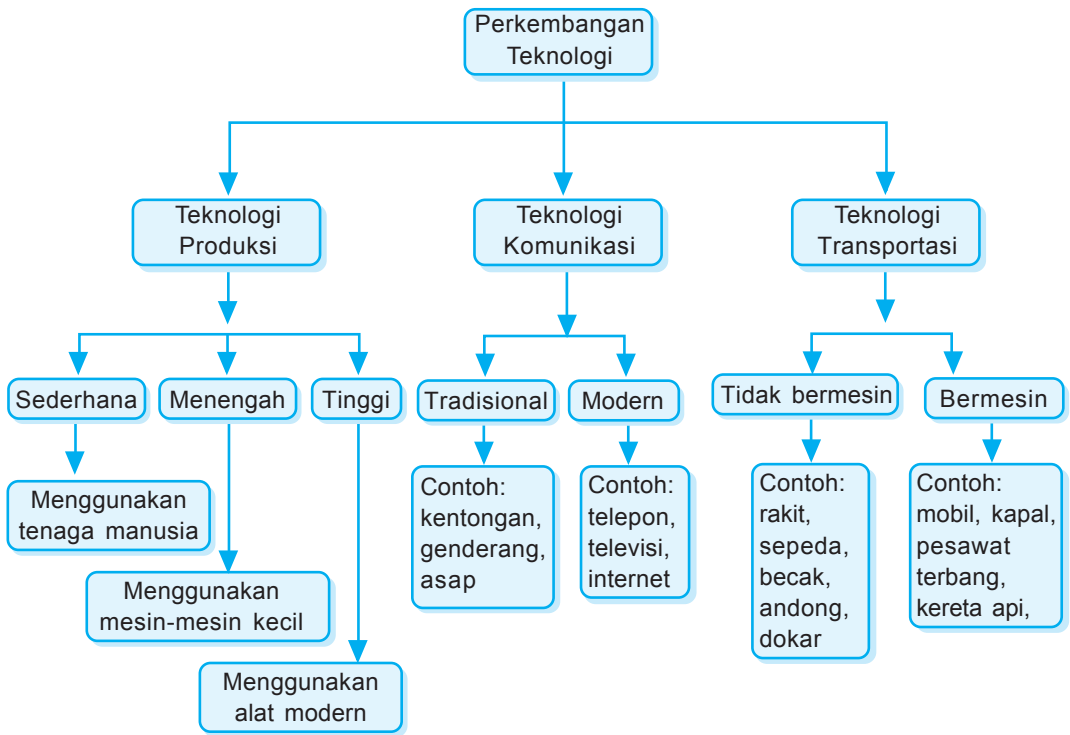 Perkembangan
Teknologi
Teknologi
Produksi
Teknologi
Komunikasi
Teknologi
Transportasi
Sederhana
Menengah
Tinggi
Tradisional
Modern
Tidak bermesin
Bermesin
Menggunakan
tenaga manusia
Menggunakan
mesin-mesin kecil
Menggunakan
alat modern
Contoh:
kentongan,
genderang,
asap
Contoh:
telepon,
televisi,
internet
Contoh:
rakit,
sepeda,
becak,
andong,
dokar
Contoh:
mobil, kapal,
pesawat
terbang,
kereta api,